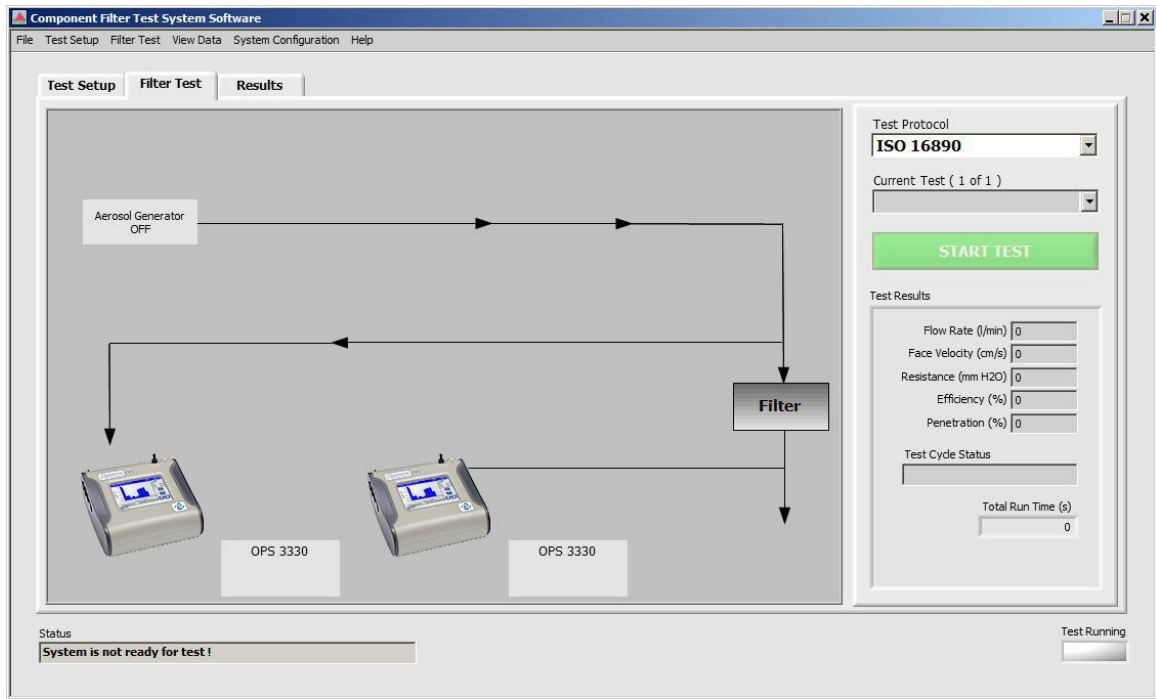 Component Filter Test System Software
File Test Setup Filter Test View Data System Configuration Help
Test Setup Filter Test Results
Test Protocol
ISO 16890
Current Test ( 1 of 1 )
START TEST
Aerosol Generator
OFF
Filter
OPS 3330
OPS 3330
Test Results
Flow Rate (l/min) 0
Face Velocity (cm/s) 0
Resistance (mm H2O) 0
Efficiency (%) 0
Penetration (%) 0
Test Cycle Status
Total Run Time (s)
0
Status
System is not ready for test !
Test Running